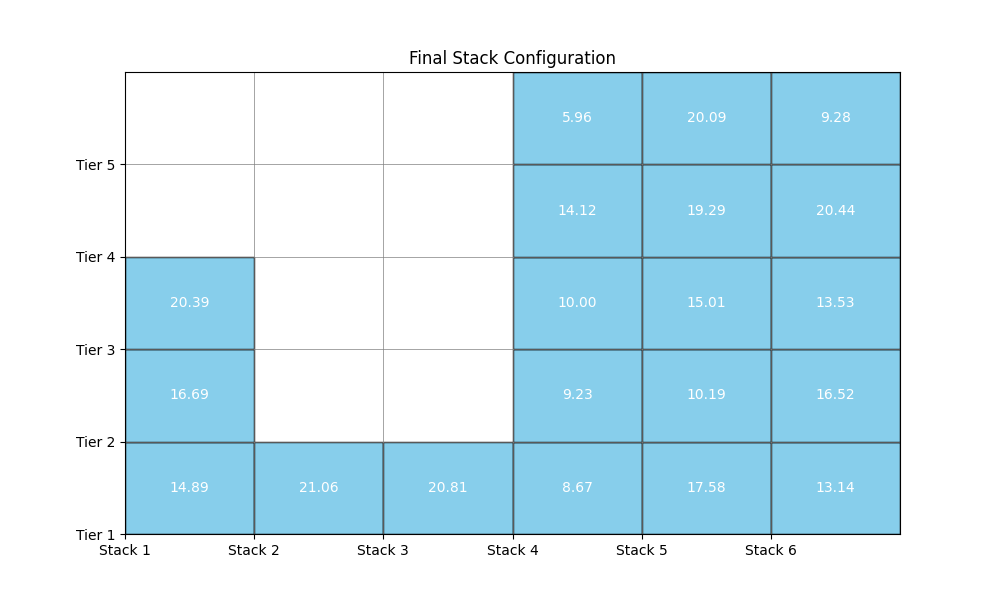 Final Stack Configuration
5.96 20.09 9.28
Tier 5
14.12 19.29 20.44
Tier 4
20.39 10.00 15.01 13.53
Tier 3
16.69 9.23 10.19 16.52
Tier 2
14.89 21.06 20.81 8.67 17.58 13.14
Tier 1
Stack 1 Stack 2 Stack 3 Stack 4 Stack 5 Stack 6